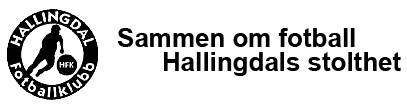 HALLINGDAL
HFK
Fotballklubb
Sammen om fotball
Hallingdals stolthet